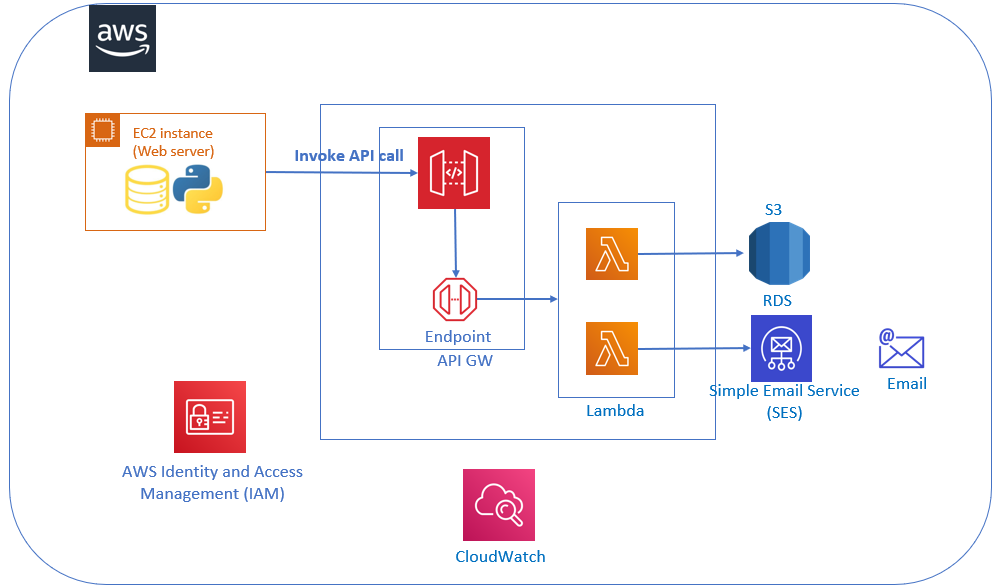 aws
EC2 instance
(Web server)
Invoke API call
</>
Endpoint
API GW
Lambda
S3
RDS
Simple Email Service
(SES)
@
Email
AWS Identity and Access
Management (IAM)
CloudWatch